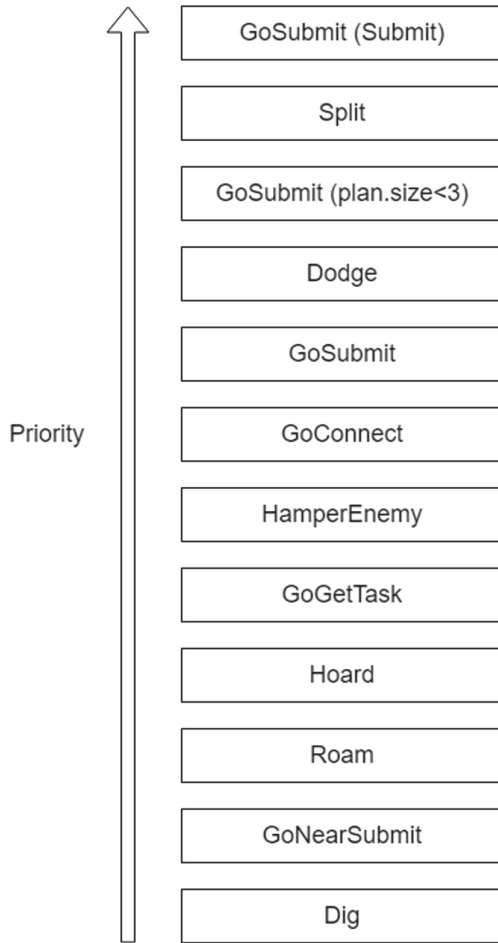 GoSubmit (Submit)
Split
GoSubmit (plan.size<3)
Dodge
GoSubmit
Priority
GoConnect
HamperEnemy
GoGetTask
Hoard
Roam
GoNearSubmit
Dig